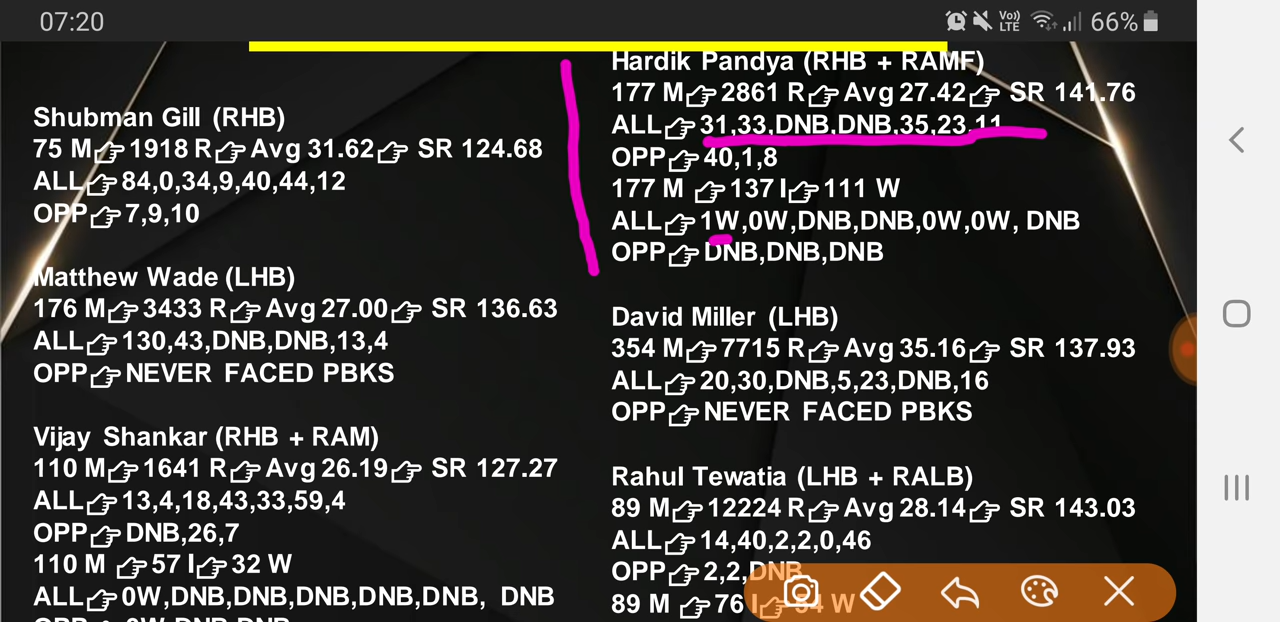 07:20
Vo)) LTE 66%
Shubman Gill (RHB)
75 M👉1918 R👉Avg 31.62👉 SR 124.68
ALL👉84,0,34,9,40,44,12
OPP👉7,9,10
Matthew Wade (LHB)
176 M👉3433 R👉Avg 27.00👉 SR 136.63
ALL👉130,43,DNB,DNB,13,4
OPP👉NEVER FACED PBKS
Vijay Shankar (RHB + RAM)
110 M👉1641 R👉Avg 26.19👉 SR 127.27
ALL👉13,4,18,43,33,59,4
OPP👉DNB,26,7
110 M 👉57 I👉32 W
ALL👉0W,DNB,DNB,DNB,DNB,DNB, DNB
Hardik Pandya (RHB + RAMF)
177 M👉2861 R👉Avg 27.42👉 SR 141.76
ALL👉31,33,DNB,DNB,35,23,11
OPP👉40,1,8
177 M 👉137 I👉111 W
ALL👉1W,0W,DNB,DNB,0W,0W, DNB
OPP👉DNB,DNB,DNB
David Miller (LHB)
354 M👉7715 R👉Avg 35.16👉 SR 137.93
ALL👉20,30,DNB,5,23,DNB,16
OPP👉NEVER FACED PBKS
Rahul Tewatia (LHB + RALB)
89 M👉12224 R👉Avg 28.14👉 SR 143.03
ALL👉14,40,2,2,0,46
OPP👉2,2,DNB
89 M 👉76 I👉 W